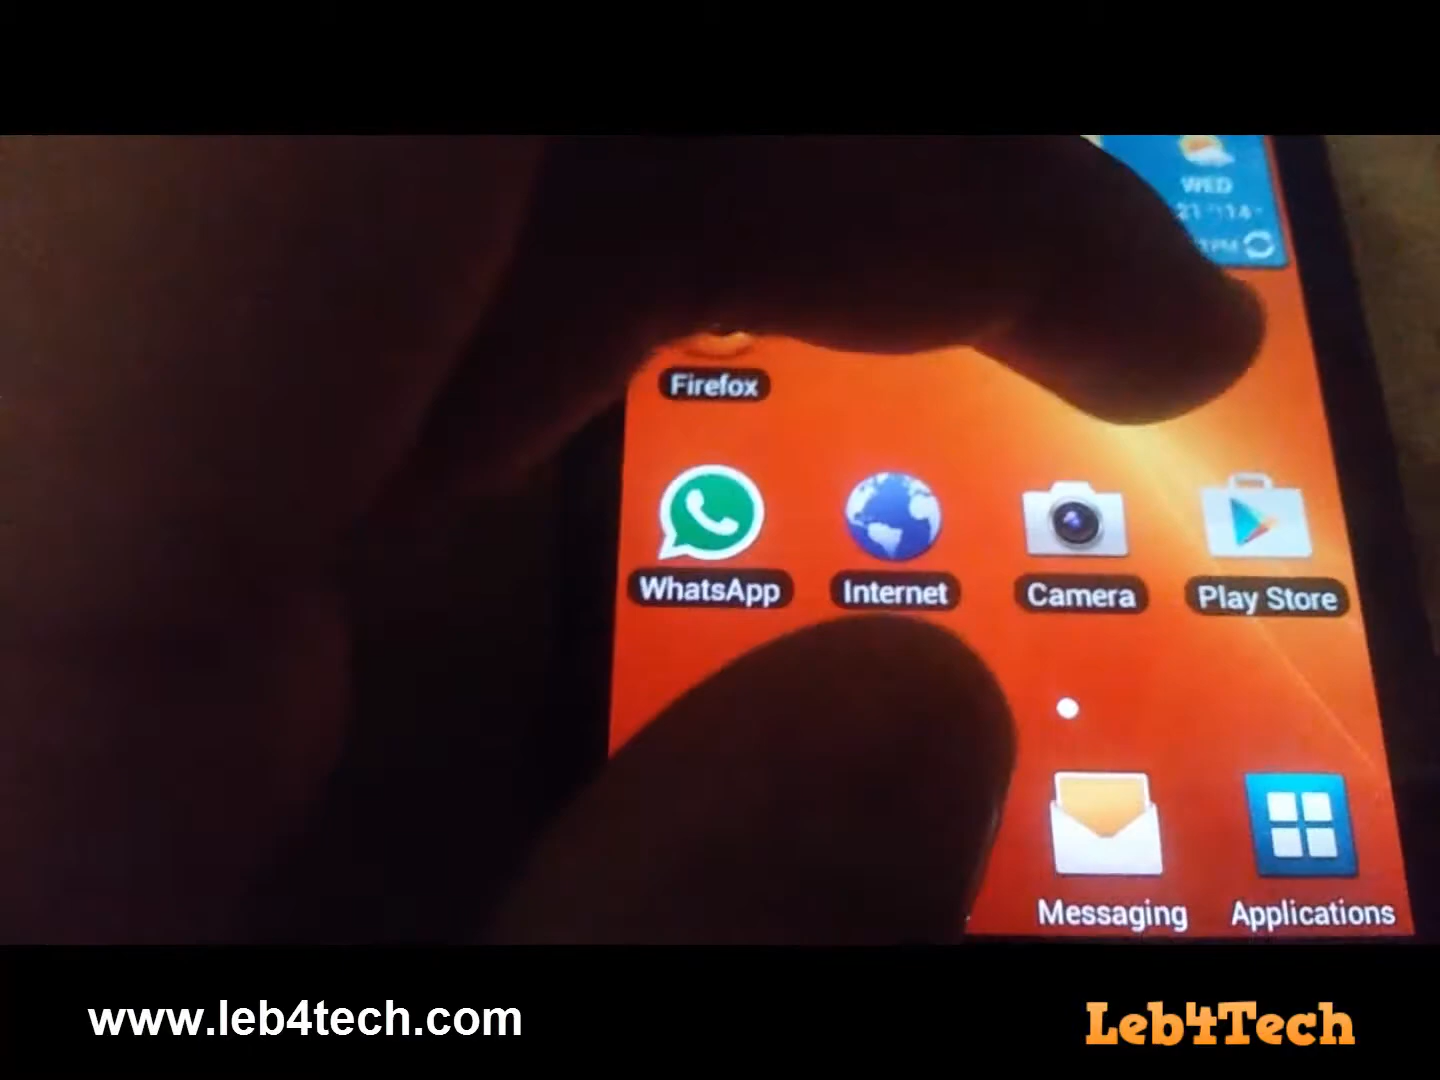 WED
Firefox
WhatsApp Internet Camera Play Store
Messaging Applications
www.leb4tech.com Leb4Tech